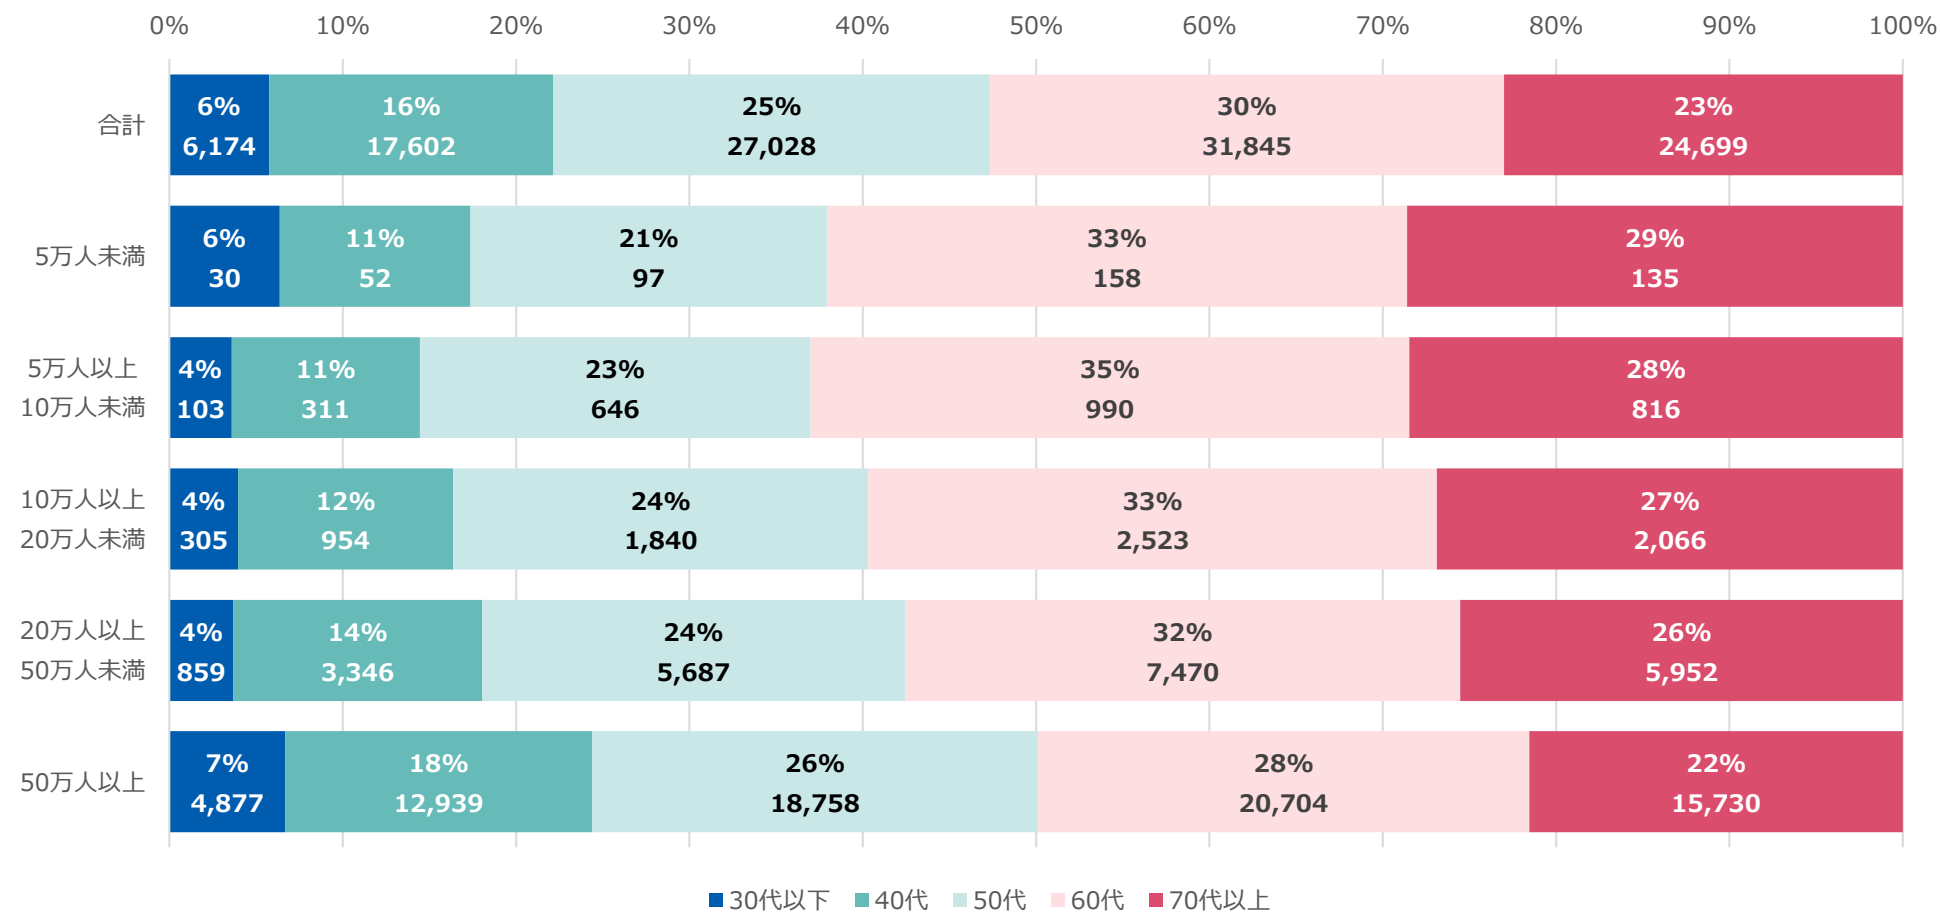 0% 10% 20% 30% 40% 50% 60% 70% 80% 90% 100%
合計
6% 16% 25% 30% 23%
6,174 17,602 27,028 31,845 24,699
5万人未満
6% 11% 21% 33% 29%
30 52 97 158 135
5万人以上
10万人未満
4% 11% 23% 35% 28%
103 311 646 990 816
10万人以上
20万人未満
4% 12% 24% 33% 27%
305 954 1,840 2,523 2,066
20万人以上
50万人未満
4% 14% 24% 32% 26%
859 3,346 5,687 7,470 5,952
50万人以上
7% 18% 26% 28% 22%
4,877 12,939 18,758 20,704 15,730
30代以下 40代 50代 60代 70代以上